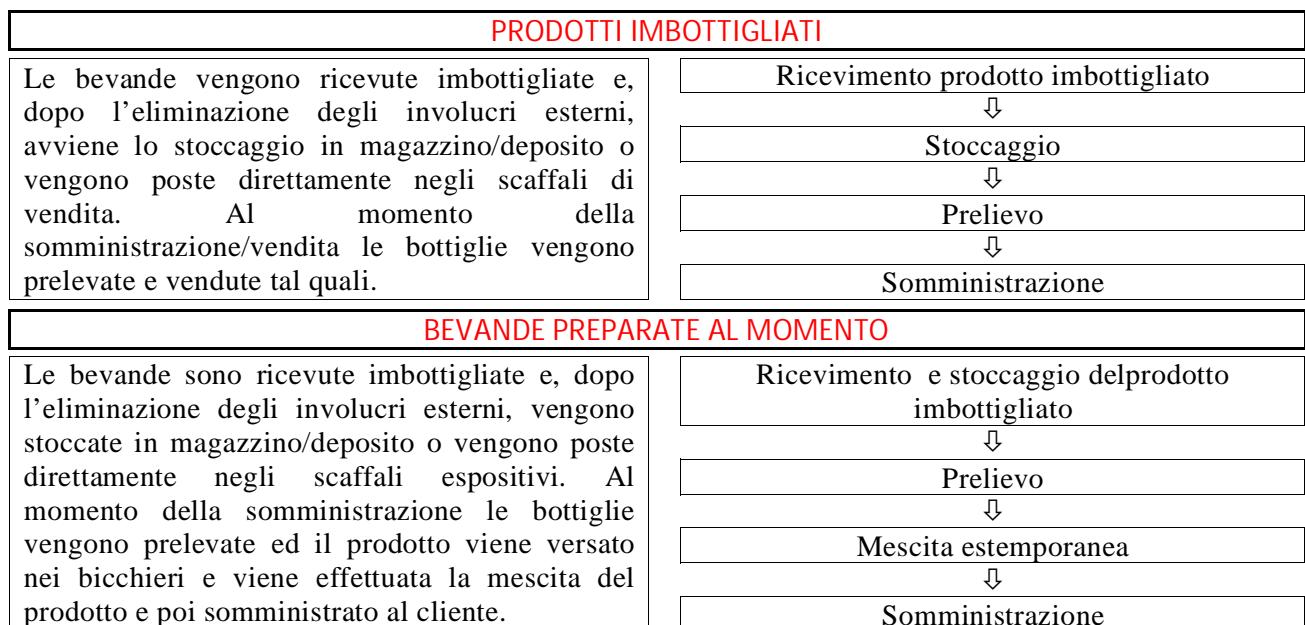 PRODOTTI IMBOTTIGLIATI
Le bevande vengono ricevute imbottigliate e,
dopo l’eliminazione degli involucri esterni,
avviene lo stoccaggio in magazzino/deposito o
vengono poste direttamente negli scaffali di
vendita. Al momento della
somministrazione/vendita le bottiglie vengono
prelevate e vendute tal quali.
Ricevimento prodotto imbottigliato
⇩
Stoccaggio
⇩
Prelievo
⇩
Somministrazione
BEVANDE PREPARATE AL MOMENTO
Le bevande sono ricevute imbottigliate e, dopo
l’eliminazione degli involucri esterni, vengono
stoccate in magazzino/deposito o vengono poste
direttamente negli scaffali espositivi. Al
momento della somministrazione le bottiglie
vengono prelevate ed il prodotto viene versato
nei bicchieri e viene effettuata la mescita del
prodotto e poi somministrato al cliente.
Ricevimento e stoccaggio delprodotto
imbottigliato
⇩
Prelievo
⇩
Mescita estemporanea
⇩
Somministrazione